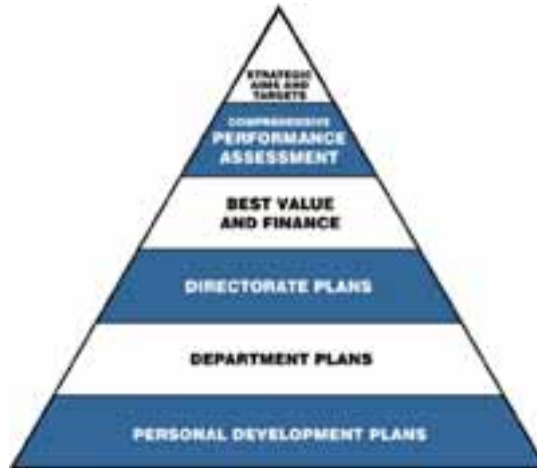 STRATEGIC
AIMS AND
TARGETS
COMPREHENSIVE
PERFORMANCE
ASSESSMENT
BEST VALUE
AND FINANCE
DIRECTORATE PLANS
DEPARTMENT PLANS
PERSONAL DEVELOPMENT PLANS